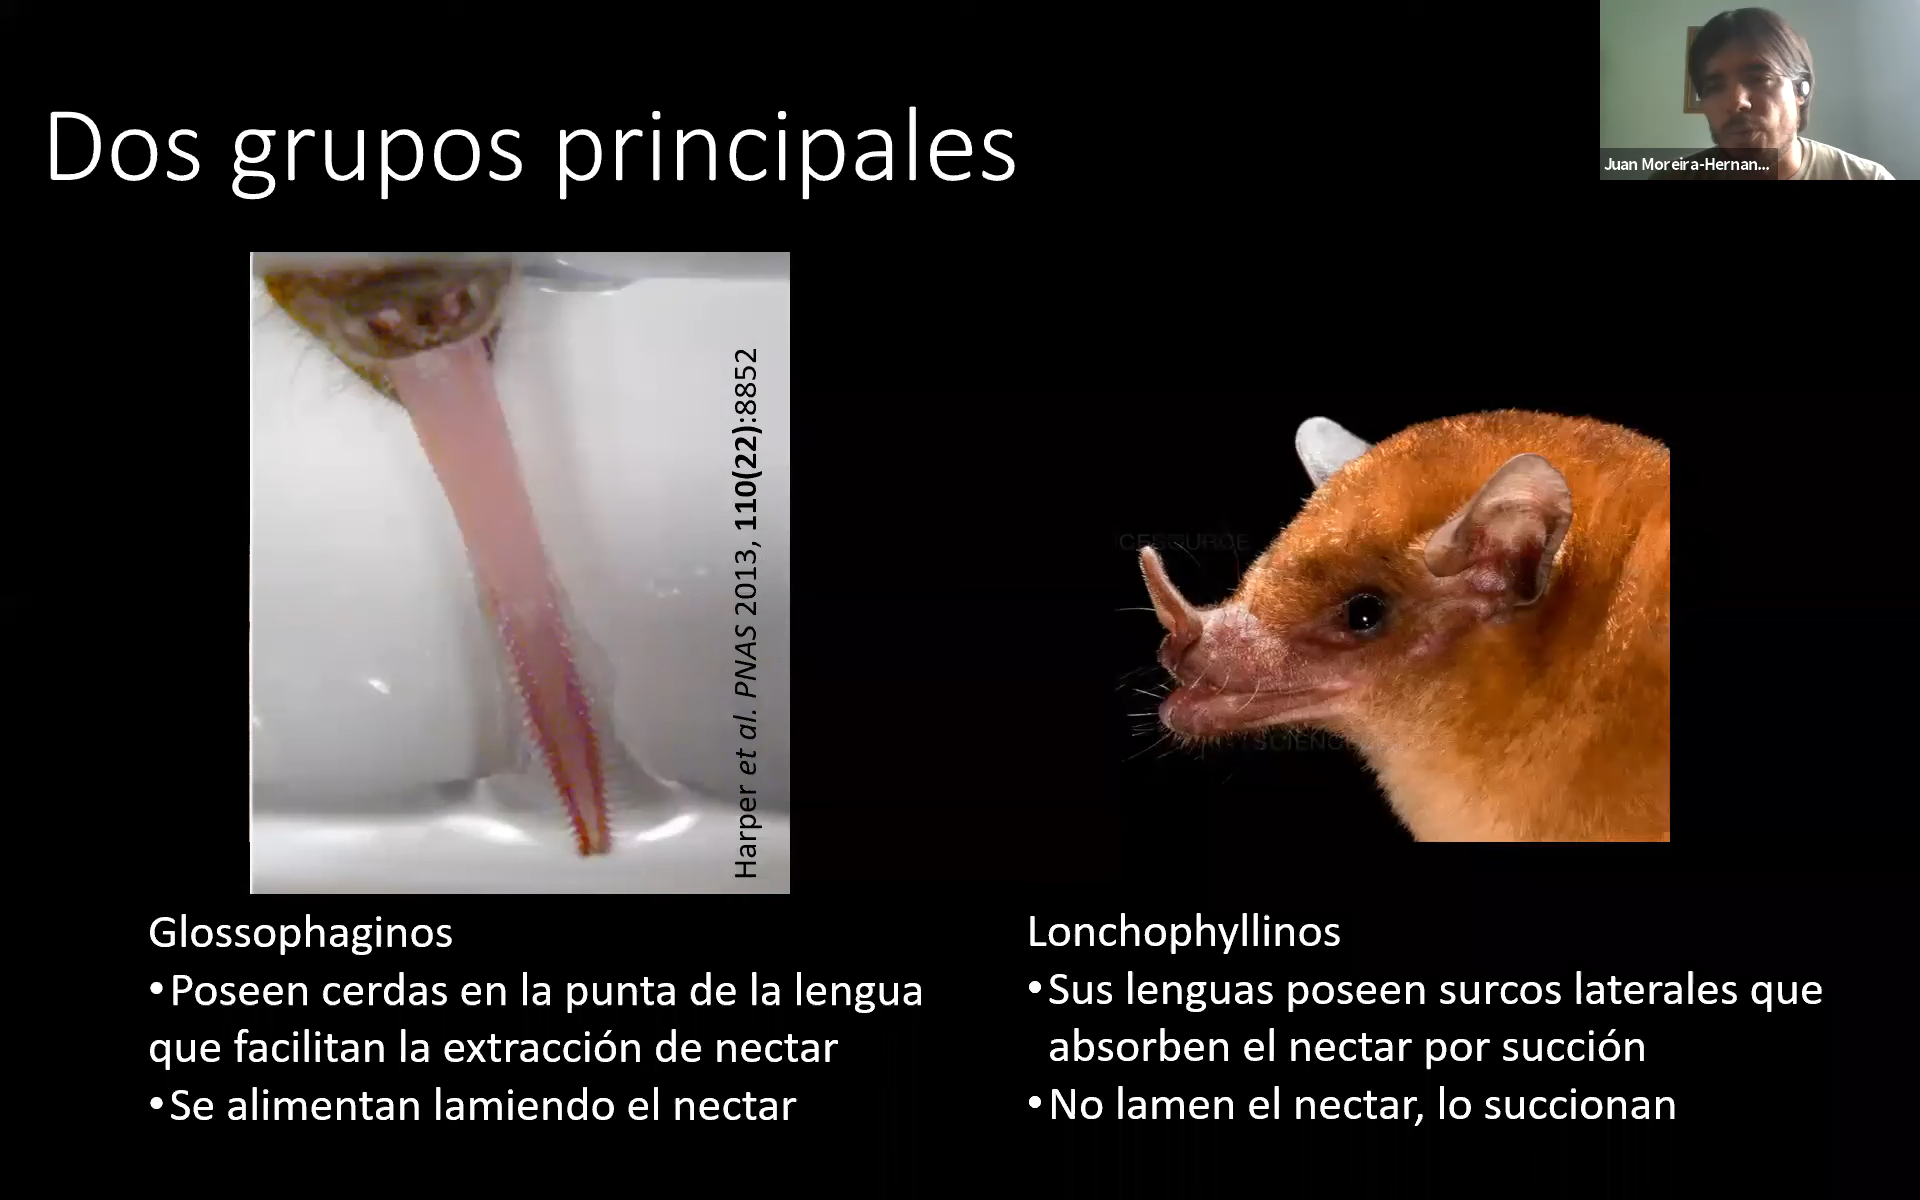 Dos grupos principales
Juan Moreira-Hernan...
Harper et al. PNAS 2013, 110(22):8852
Glossophaginos
•Poseen cerdas en la punta de la lengua
que facilitan la extracción de nectar
•Se alimentan lamiendo el nectar
Lonchophyllinos
•Sus lenguas poseen surcos laterales que
absorben el nectar por succión
•No lamen el nectar, lo succionan